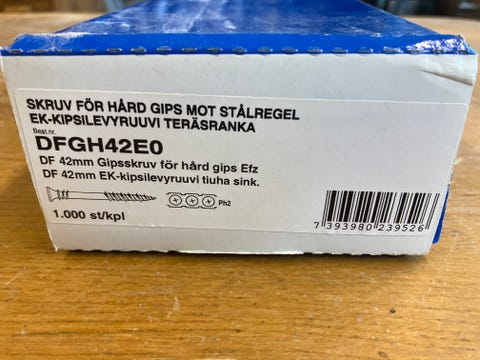 SKRUV FÖR HÅRD GIPS MOT STÅLREGEL
EK-KIPSILEVYRUUVI TERÄSRANKA
Best.nr.
DFGH42E0
DF 42mm Gipsskruv för hård gips Efz
DF 42mm EK-kipsilevyruuvi tiuha sink.
Ph2
1.000 st/kpl
7 393980 239526